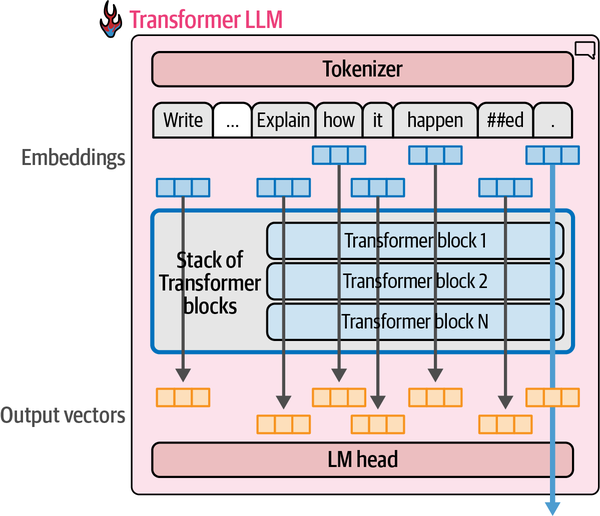 Transformer LLM
Tokenizer
Write ... Explain how it happen ##ed .
Embeddings
Stack of
Transformer
blocks
Transformer block 1
Transformer block 2
Transformer block N
Output vectors
LM head